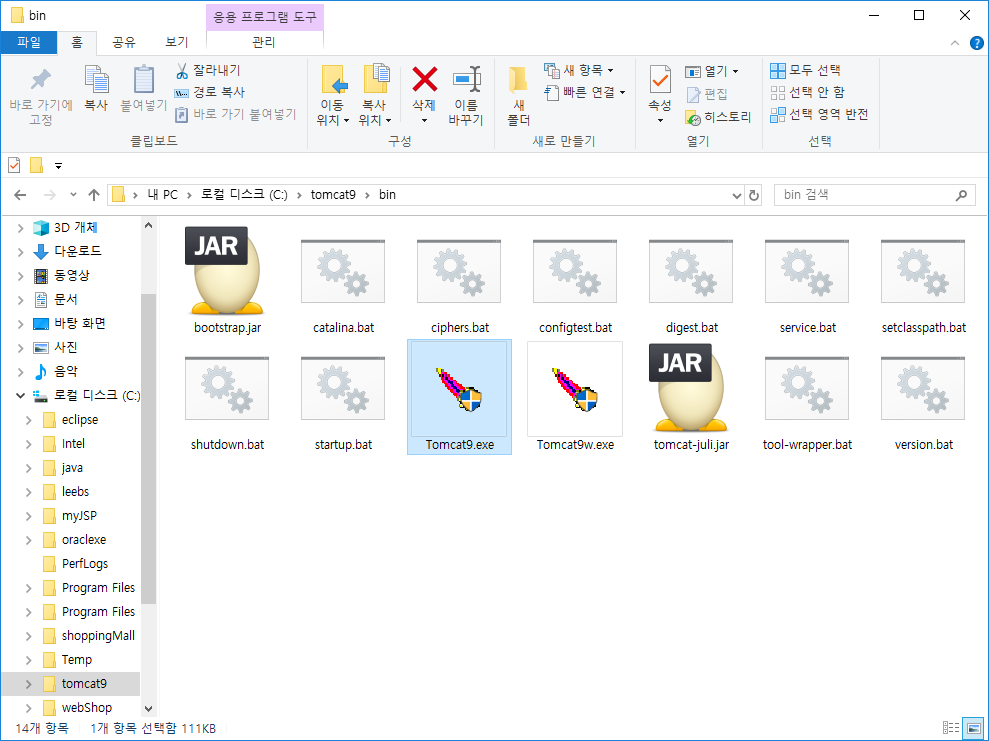 bin
응용 프로그램 도구
파일
홈
공유
보기
관리
바로 가기에
고정
복사
붙여넣기
잘라내기
경로 복사
바로 가기 붙여넣기
클립보드
이동
위치
복사
위치
삭제
이름
바꾸기
구성
새
폴더
새 항목
빠른 연결
새로 만들기
속성
열기
편집
히스토리
열기
모두 선택
선택 안 함
선택 영역 반전
선택
내 PC
로컬 디스크 (C:)
tomcat9
bin
bin 검색
3D 개체
다운로드
동영상
문서
바탕 화면
사진
음악
로컬 디스크 (C:)
eclipse
Intel
java
leebs
myJSP
oraclexe
PerfLogs
Program Files
Program Files
shoppingMall
Temp
tomcat9
webShop
JAR
bootstrap.jar
catalina.bat
ciphers.bat
configtest.bat
digest.bat
service.bat
setclasspath.bat
shutdown.bat
startup.bat
Tomcat9.exe
Tomcat9w.exe
JAR
tomcat-juli.jar
tool-wrapper.bat
version.bat
14개 항목
1개 항목 선택함 111KB